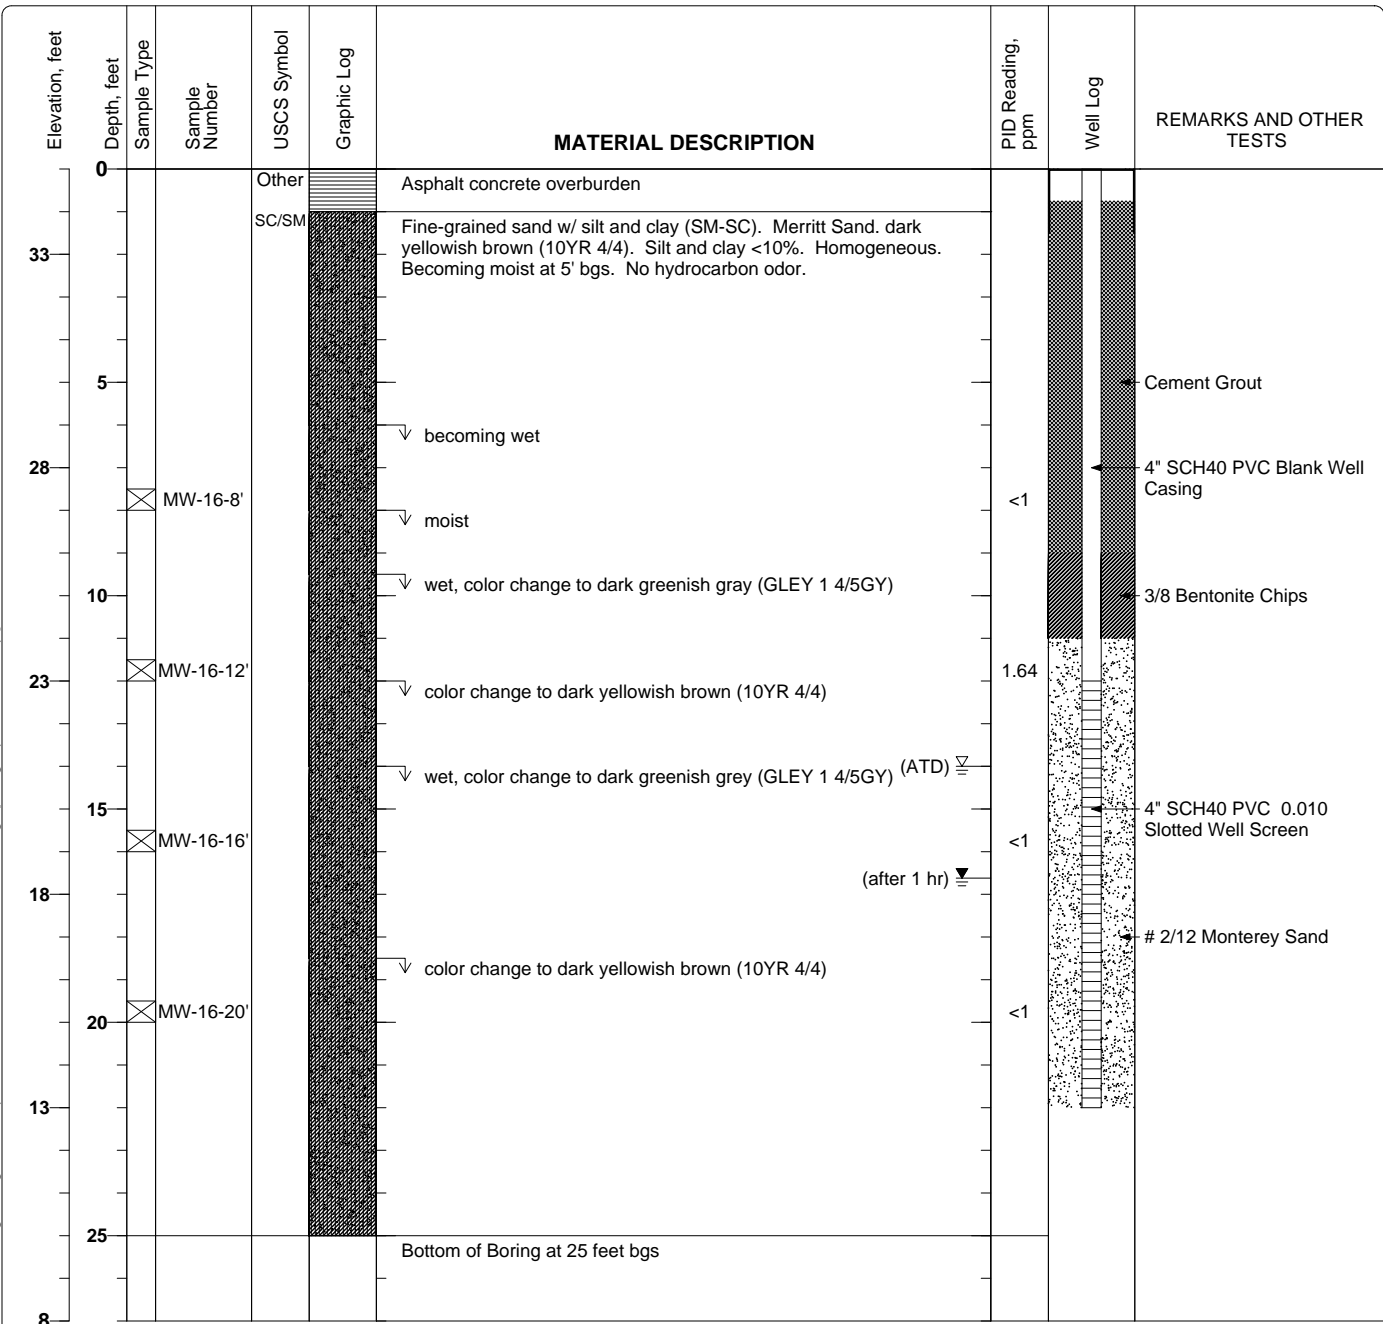 Elevation, feet
Depth, feet
Sample Type
Sample
Number
USCS Symbol
Graphic Log
MATERIAL DESCRIPTION
PID Reading,
ppm
Well Log
REMARKS AND OTHER
TESTS
0
Other
Asphalt concrete overburden
SC/SM
Fine-grained sand w/ silt and clay (SM-SC). Merritt Sand. dark
yellowish brown (10YR 4/4). Silt and clay <10%. Homogeneous.
Becoming moist at 5' bgs. No hydrocarbon odor.
33
5
Cement Grout
becoming wet
28
4" SCH40 PVC Blank Well
Casing
MW-16-8'
<1
moist
wet, color change to dark greenish gray (GLEY 1 4/5GY)
10
3/8 Bentonite Chips
MW-16-12'
1.64
23
color change to dark yellowish brown (10YR 4/4)
wet, color change to dark greenish grey (GLEY 1 4/5GY)
(ATD)
15
4" SCH40 PVC 0.010
Slotted Well Screen
MW-16-16'
<1
(after 1 hr)
18
# 2/12 Monterey Sand
color change to dark yellowish brown (10YR 4/4)
MW-16-20'
<1
20
13
25
Bottom of Boring at 25 feet bgs
8